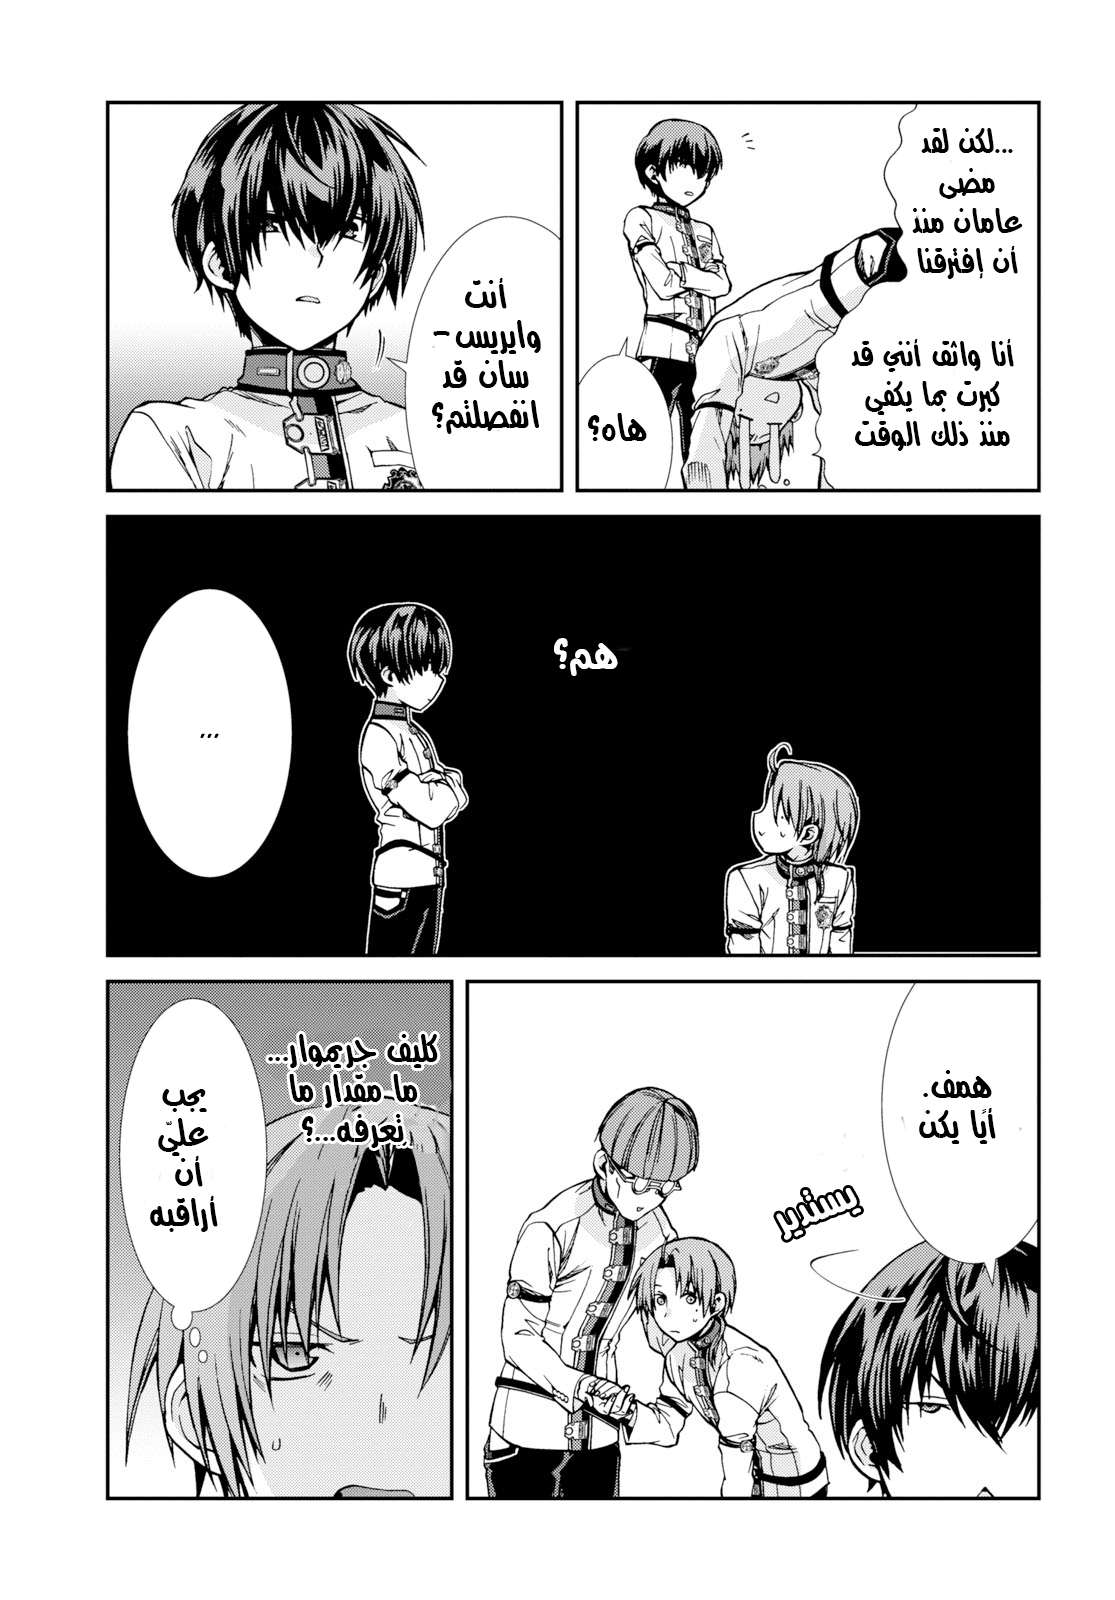 ...لكن لقد
مضى
عامان منذ
أن إفترقنا
أنا واثق أنني قد
كبرت بما يكفي
منذ ذلك الوقت
هاه؟
أنت
وايريس-
سان قد
انفصلتم؟
هم؟
,,,
همف.
أيًا يكن
يستدير
كليف جريموار...
ما مقدار ما
تعرفه...؟
يجب
عليّ
أن
أراقبه